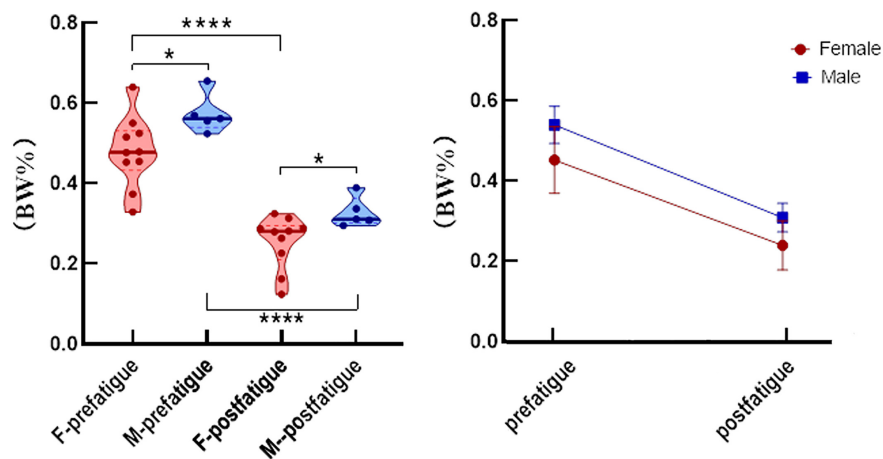 0.8
0.6
0.4
0.2
0.0
(BW%)
****
*
*
****
F-prefatigue
M-prefatigue
F-postfatigue
M--postfatigue
0.8
0.6
0.4
0.2
0.0
(BW%)
Female
Male
prefatigue
postfatigue